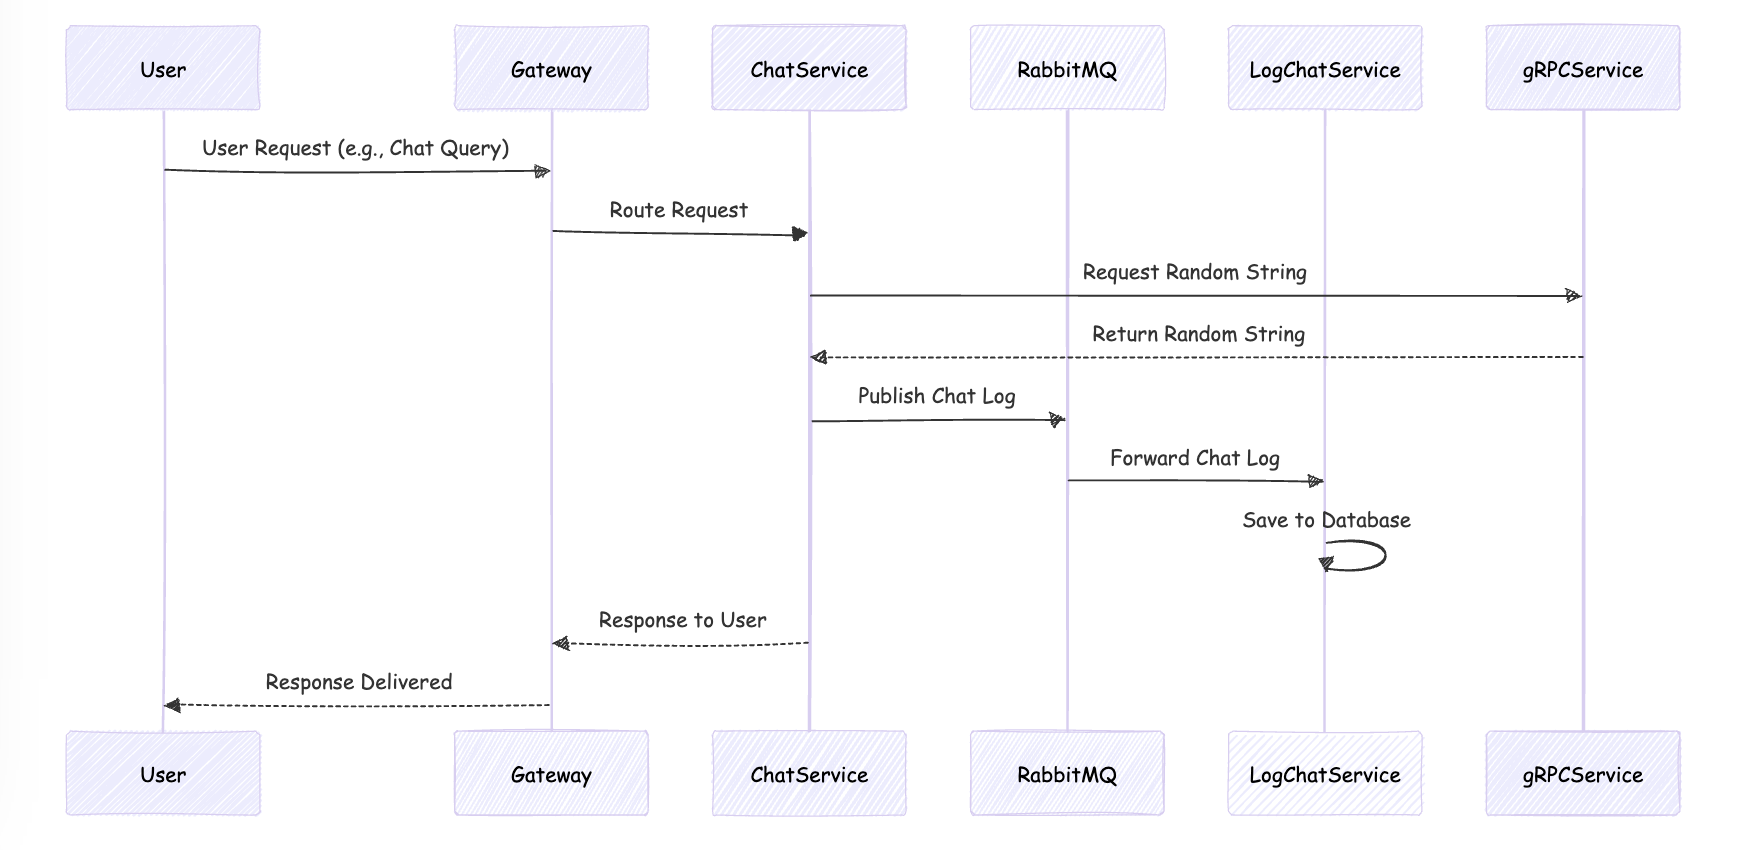 User
Gateway
ChatService
RabbitMQ
LogChatService
gRPCService
User Request (e.g., Chat Query)
Route Request
Request Random String
Return Random String
Publish Chat Log
Forward Chat Log
Save to Database
Response to User
Response Delivered
User
Gateway
ChatService
RabbitMQ
LogChatService
gRPCService